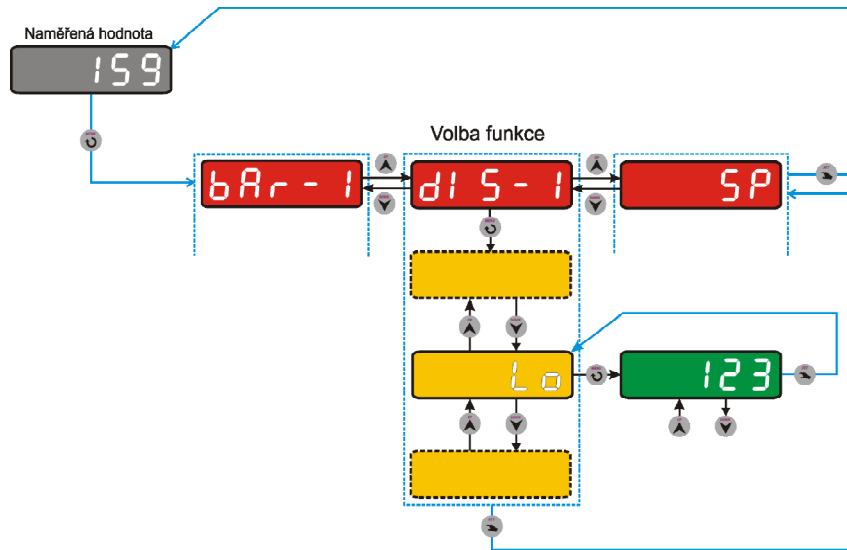 Naměřená hodnota
159
Volba funkce
bAr-1
dIS-1
SP
Lo
123